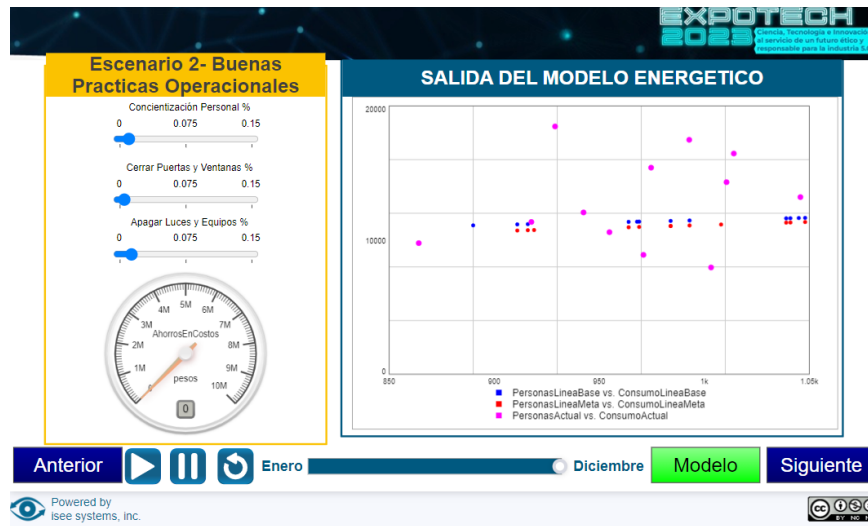 EXPOTECH
2023
Ciencia, Tecnología e Innovació
al servicio de un futuro ético y
responsable para la industria 5.0
Escenario 2- Buenas
Practicas Operacionales
Concientización Personal %
0 0.075 0.15
Cerrar Puertas y Ventanas %
0 0.075 0.15
Apagar Luces y Equipos %
0 0.075 0.15
0 1M 2M 3M 4M 5M 6M 7M 8M 9M 10M
AhorrosEnCostos
pesos
0
SALIDA DEL MODELO ENERGETICO
20000
10000
0
850 900 950 1k 1.05k
PersonasLineaBase vs. ConsumoLineaBase
PersonasLineaMeta vs. ConsumoLineaMeta
PersonasActual vs. ConsumoActual
Anterior
Enero
Diciembre
Modelo
Siguiente
Powered by
isee systems, inc.
cc